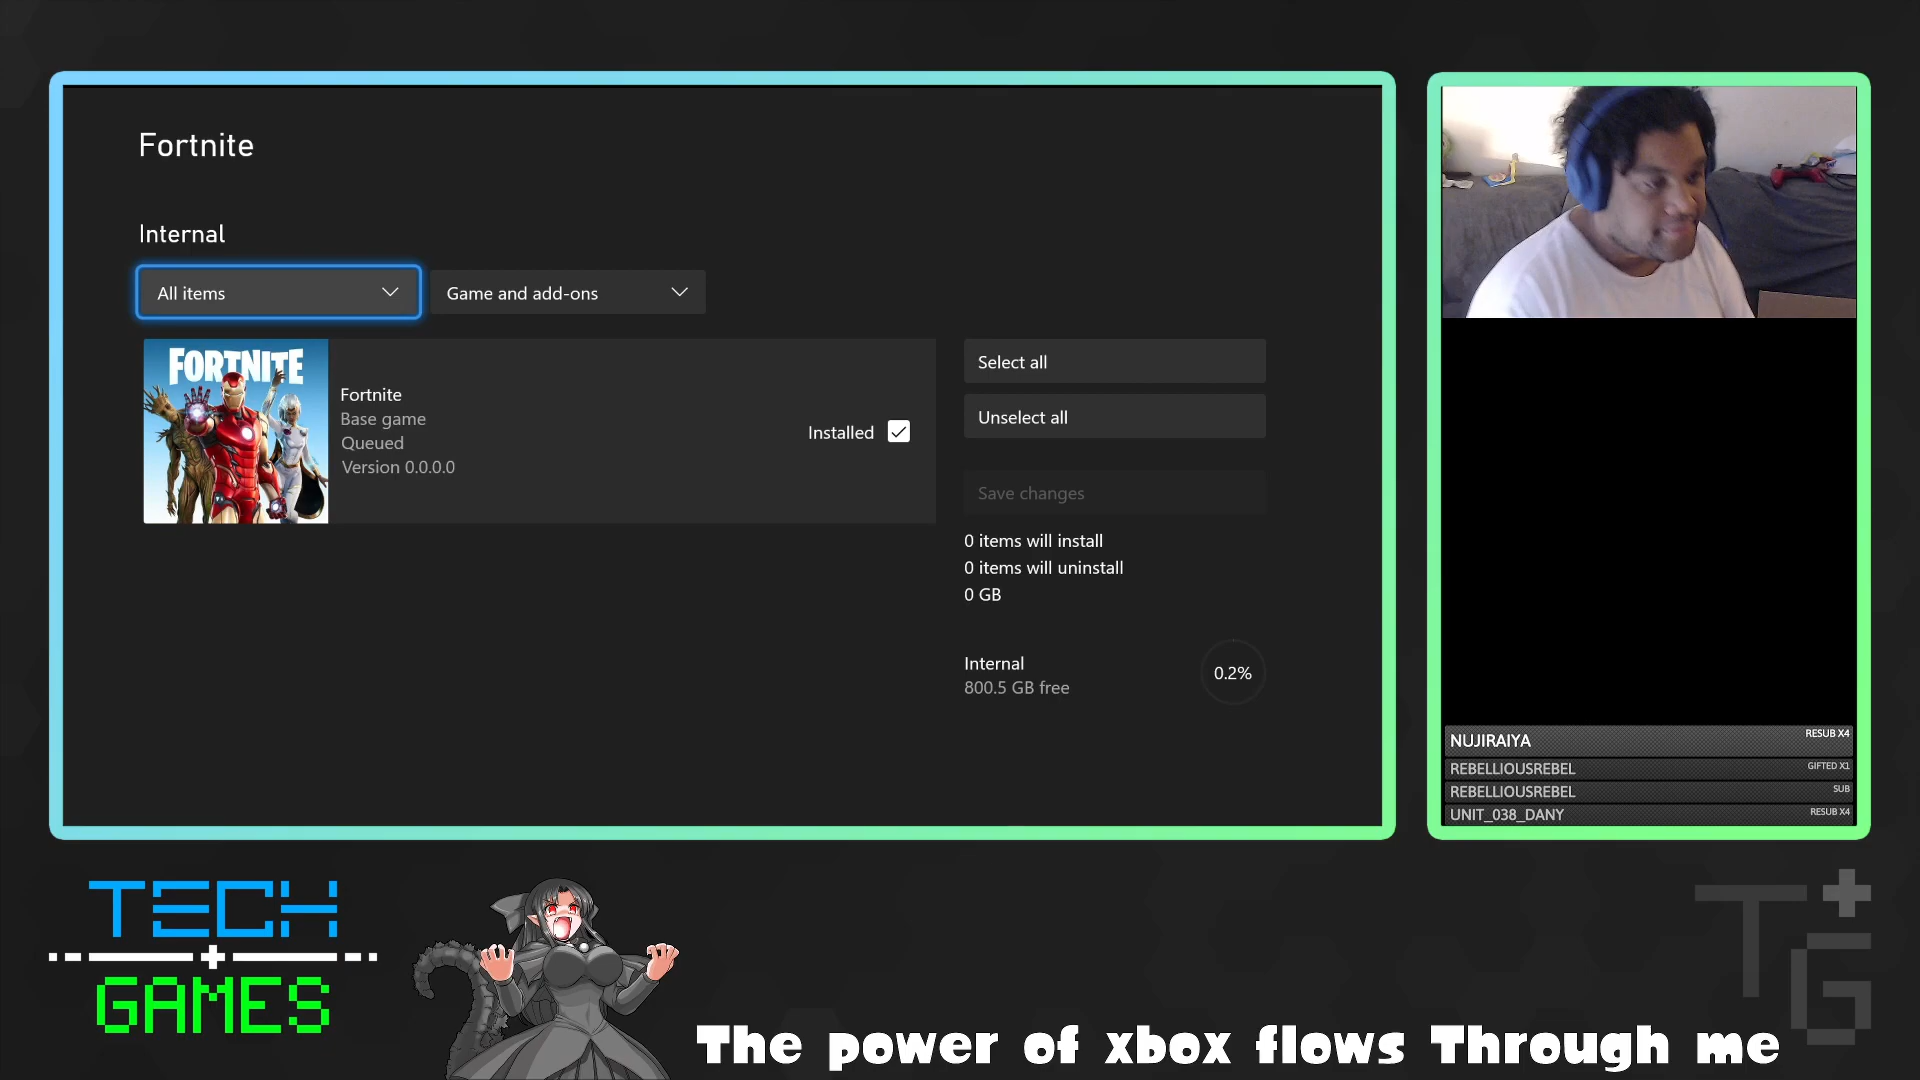 Fortnite
Internal
All items
Game and add-ons
FORTNITE
Fortnite
Base game
Queued
Version 0.0.0.0
Installed
Select all
Unselect all
Save changes
0 items will install
0 items will uninstall
0 GB
Internal
800.5 GB free
0.2%
NUJIRAIYA
RESUB X4
REBELLIOUSREBEL
GIFTED X1
REBELLIOUSREBEL
SUB
UNIT_038_DANY
RESUB X4
TECH
+
GAMES
The power of xbox flows Through me
T+G